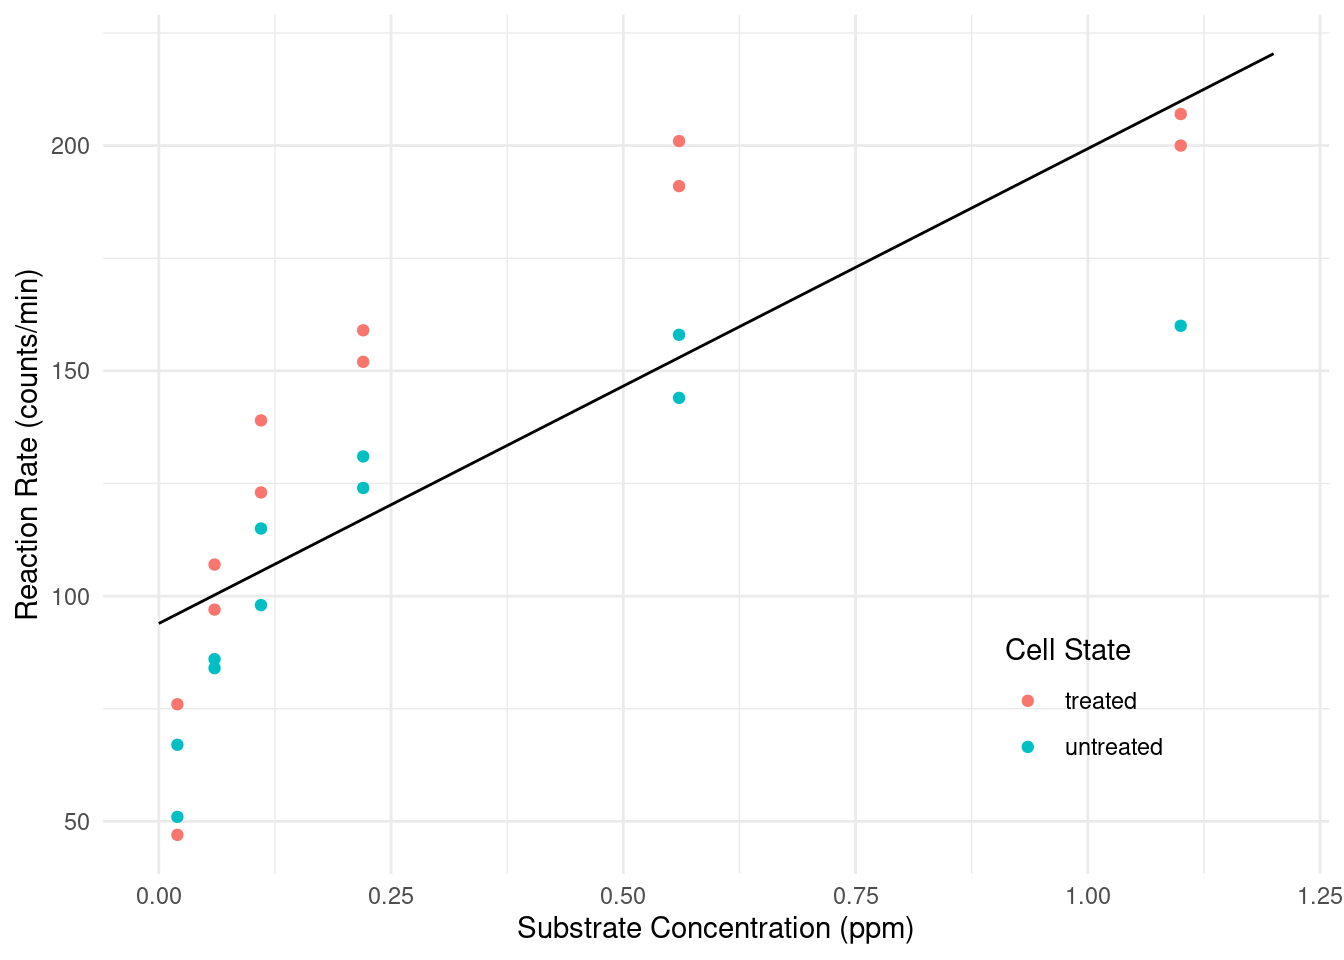 Reaction Rate (counts/min)
200
150
100
50
Cell State
treated
untreated
0.00 0.25 0.50 0.75 1.00 1.25
Substrate Concentration (ppm)